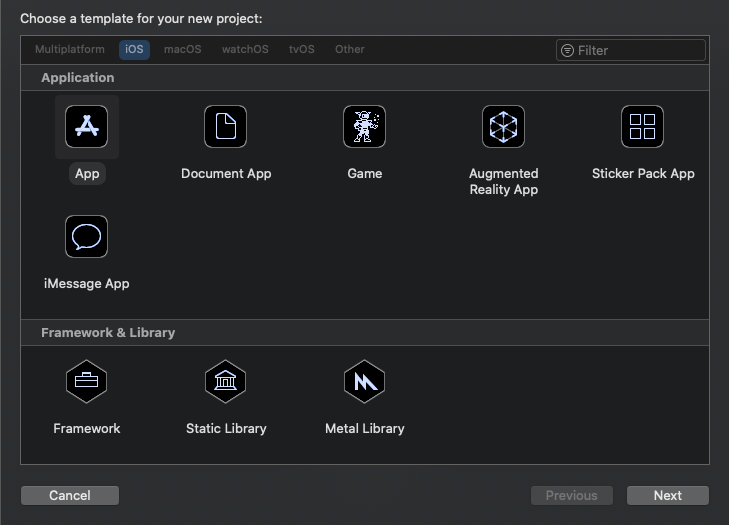 Choose a template for your new project:
Multiplatform iOS macOS watchOS tvOS Other Filter
Application
App Document App Game Augmented Reality App Sticker Pack App
iMessage App
Framework & Library
Framework Static Library Metal Library
Cancel Previous Next